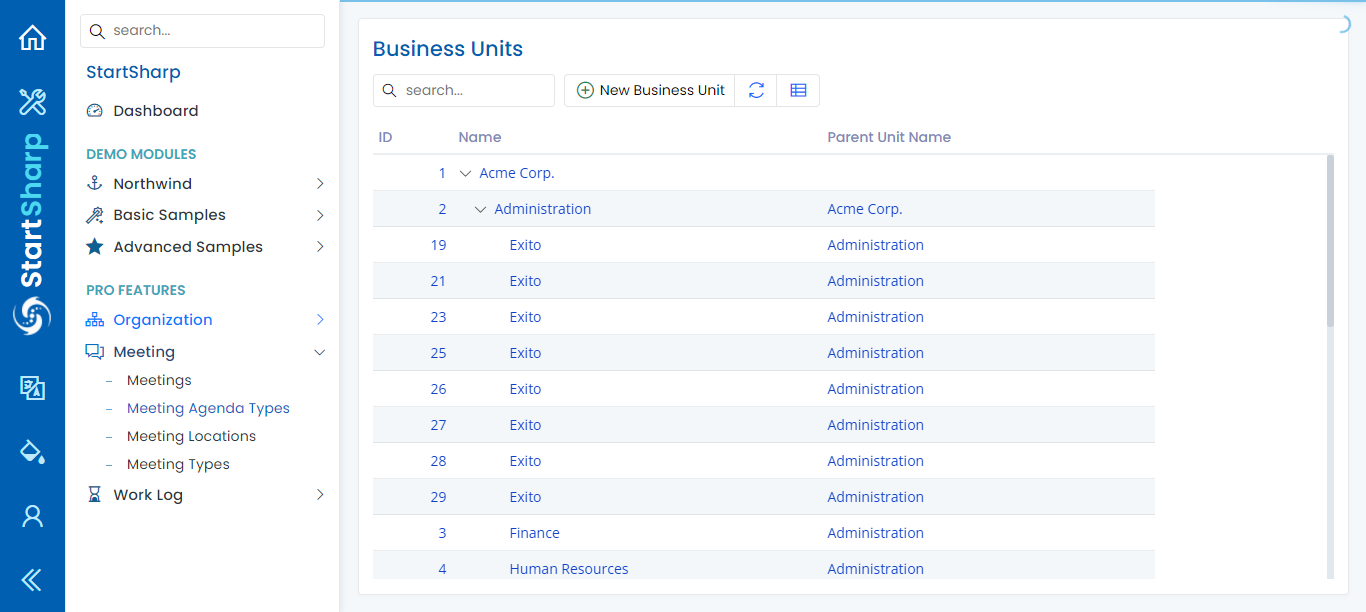 StartSharp
search...
StartSharp
Dashboard
DEMO MODULES
Northwind
Basic Samples
Advanced Samples
PRO FEATURES
Organization
Meeting
– Meetings
– Meeting Agenda Types
– Meeting Locations
– Meeting Types
Work Log
Business Units
search...
New Business Unit
ID Name Parent Unit Name
1 Acme Corp.
2 Administration Acme Corp.
19 Exito Administration
21 Exito Administration
23 Exito Administration
25 Exito Administration
26 Exito Administration
27 Exito Administration
28 Exito Administration
29 Exito Administration
3 Finance Administration
4 Human Resources Administration